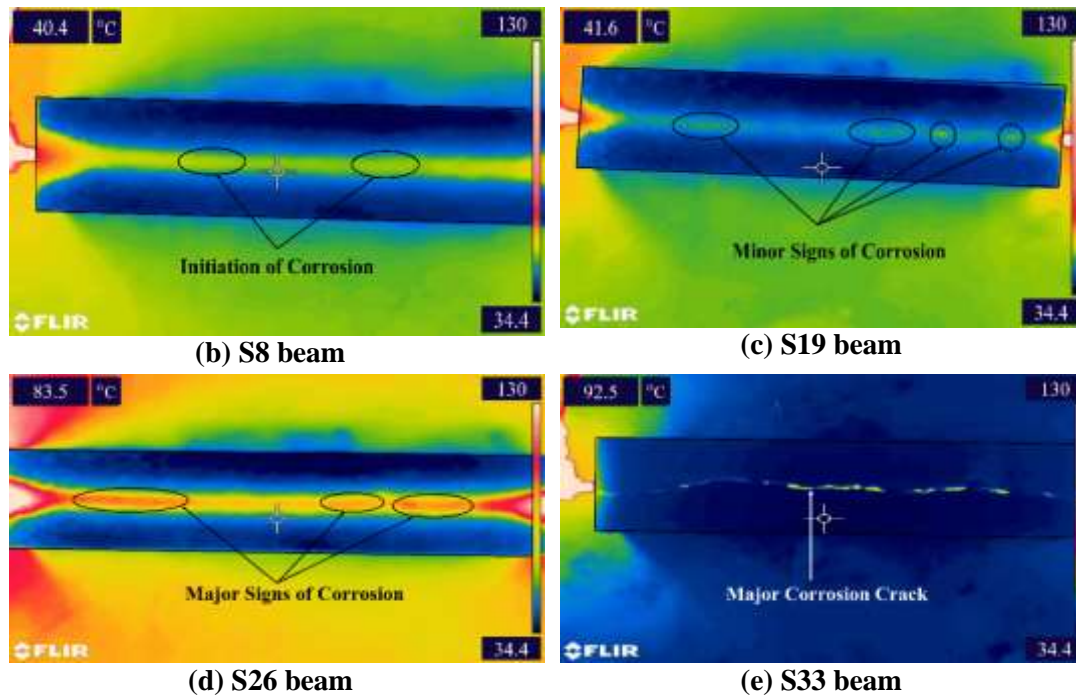 40.4 °C 130
Initiation of Corrosion
FLIR 34.4
(b) S8 beam
41.6 °C 130
Minor Signs of Corrosion
FLIR 34.4
(c) S19 beam
83.5 °C 130
Major Signs of Corrosion
FLIR 34.4
(d) S26 beam
92.5 °C 130
Major Corrosion Crack
FLIR 34.4
(e) S33 beam